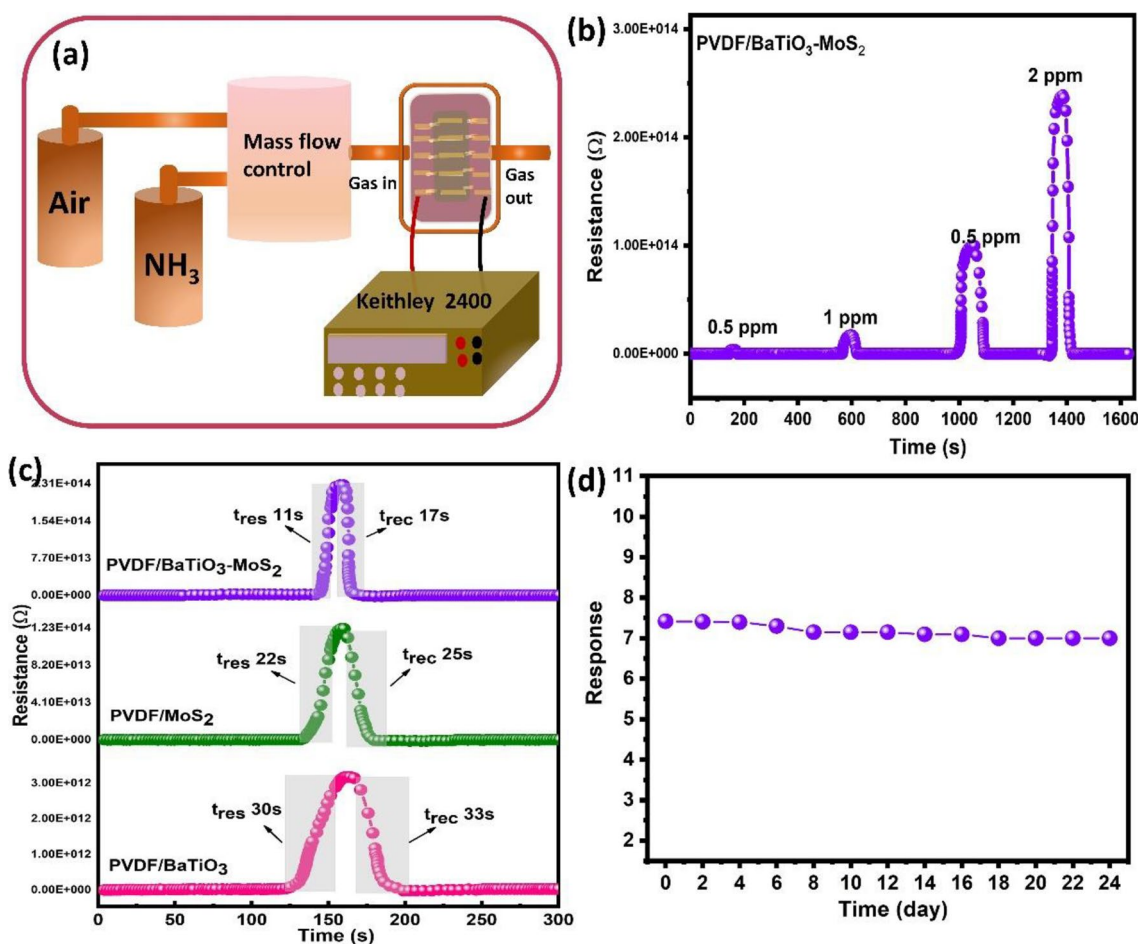 (a)
Air
NH3
Mass flow
control
Gas in
Gas
out
Keithley 2400
(b)
PVDF/BaTiO3-MoS2
3.00E+014
2.00E+014
1.00E+014
0.00E+000
Resistance (Ω)
0.5 ppm
1 ppm
0.5 ppm
2 ppm
0 200 400 600 800 1000 1200 1400 1600
Time (s)
(c)
2.31E+014
1.54E+014
7.70E+013
0.00E+000
tres 11s
trec 17s
PVDF/BaTiO3-MoS2
1.23E+014
8.20E+013
4.10E+013
0.00E+000
tres 22s
trec 25s
PVDF/MoS2
3.00E+012
2.00E+012
1.00E+012
0.00E+000
tres 30s
trec 33s
PVDF/BaTiO3
Resistance (Ω)
0 50 100 150 200 250 300
Time (s)
(d)
11
10
9
8
7
6
5
4
3
2
Response
0 2 4 6 8 10 12 14 16 18 20 22 24
Time (day)